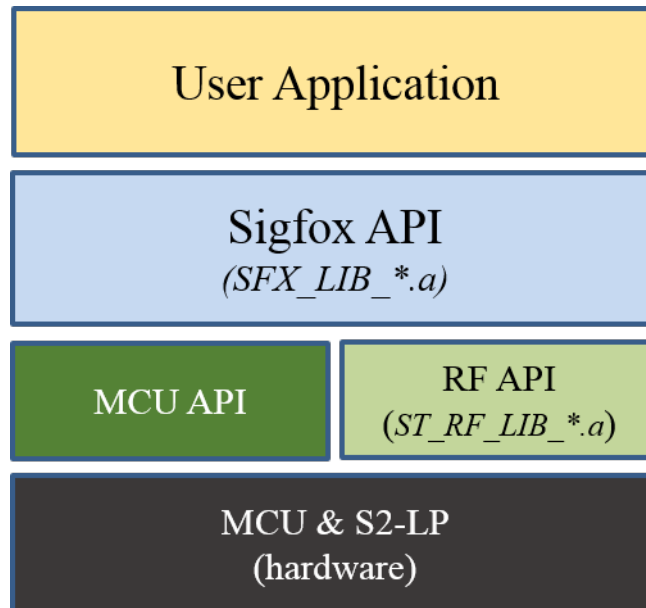 User Application
Sigfox API
(SFX_LIB_*.a)
MCU API
RF API
(ST_RF_LIB_*.a)
MCU & S2-LP
(hardware)